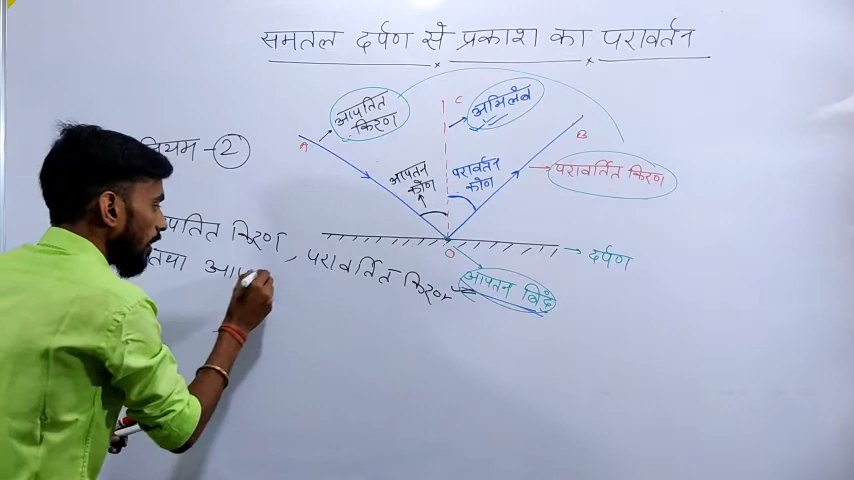 समतल दर्पण से प्रकाश का परावर्तन
आपतित
किरण
C
अभिलंब
A
B
नियम - 2
आपतन
कोण
परावर्तन
कोण
परावर्तित किरण
O
दर्पण
आपतन बिंदु
पतित किरण, परावर्तित किरण
तथा आप